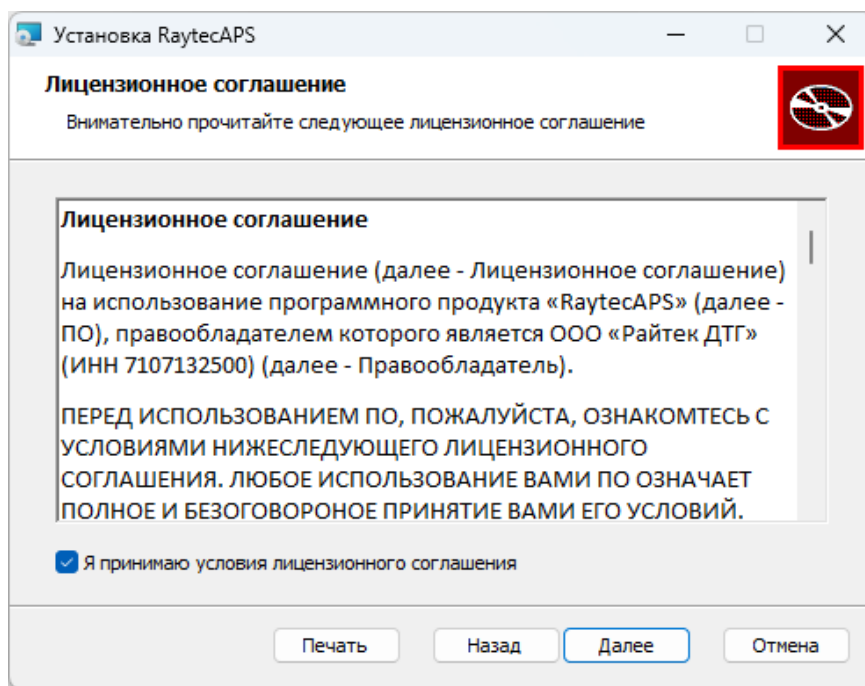 Установка RaytecAPS
Лицензионное соглашение
Внимательно прочитайте следующее лицензионное соглашение
Лицензионное соглашение
Лицензионное соглашение (далее - Лицензионное соглашение)
на использование программного продукта «RaytecAPS» (далее -
ПО), правообладателем которого является ООО «Райтек ДТГ»
(ИНН 7107132500) (далее - Правообладатель).
ПЕРЕД ИСПОЛЬЗОВАНИЕМ ПО, ПОЖАЛУЙСТА, ОЗНАКОМТЕСЬ С
УСЛОВИЯМИ НИЖЕСЛЕДУЮЩЕГО ЛИЦЕНЗИОННОГО
СОГЛАШЕНИЯ. ЛЮБОЕ ИСПОЛЬЗОВАНИЕ ВАМИ ПО ОЗНАЧАЕТ
ПОЛНОЕ И БЕЗОГОВОРОНОЕ ПРИНЯТИЕ ВАМИ ЕГО УСЛОВИЙ.
Я принимаю условия лицензионного соглашения
Печать Назад Далее Отмена